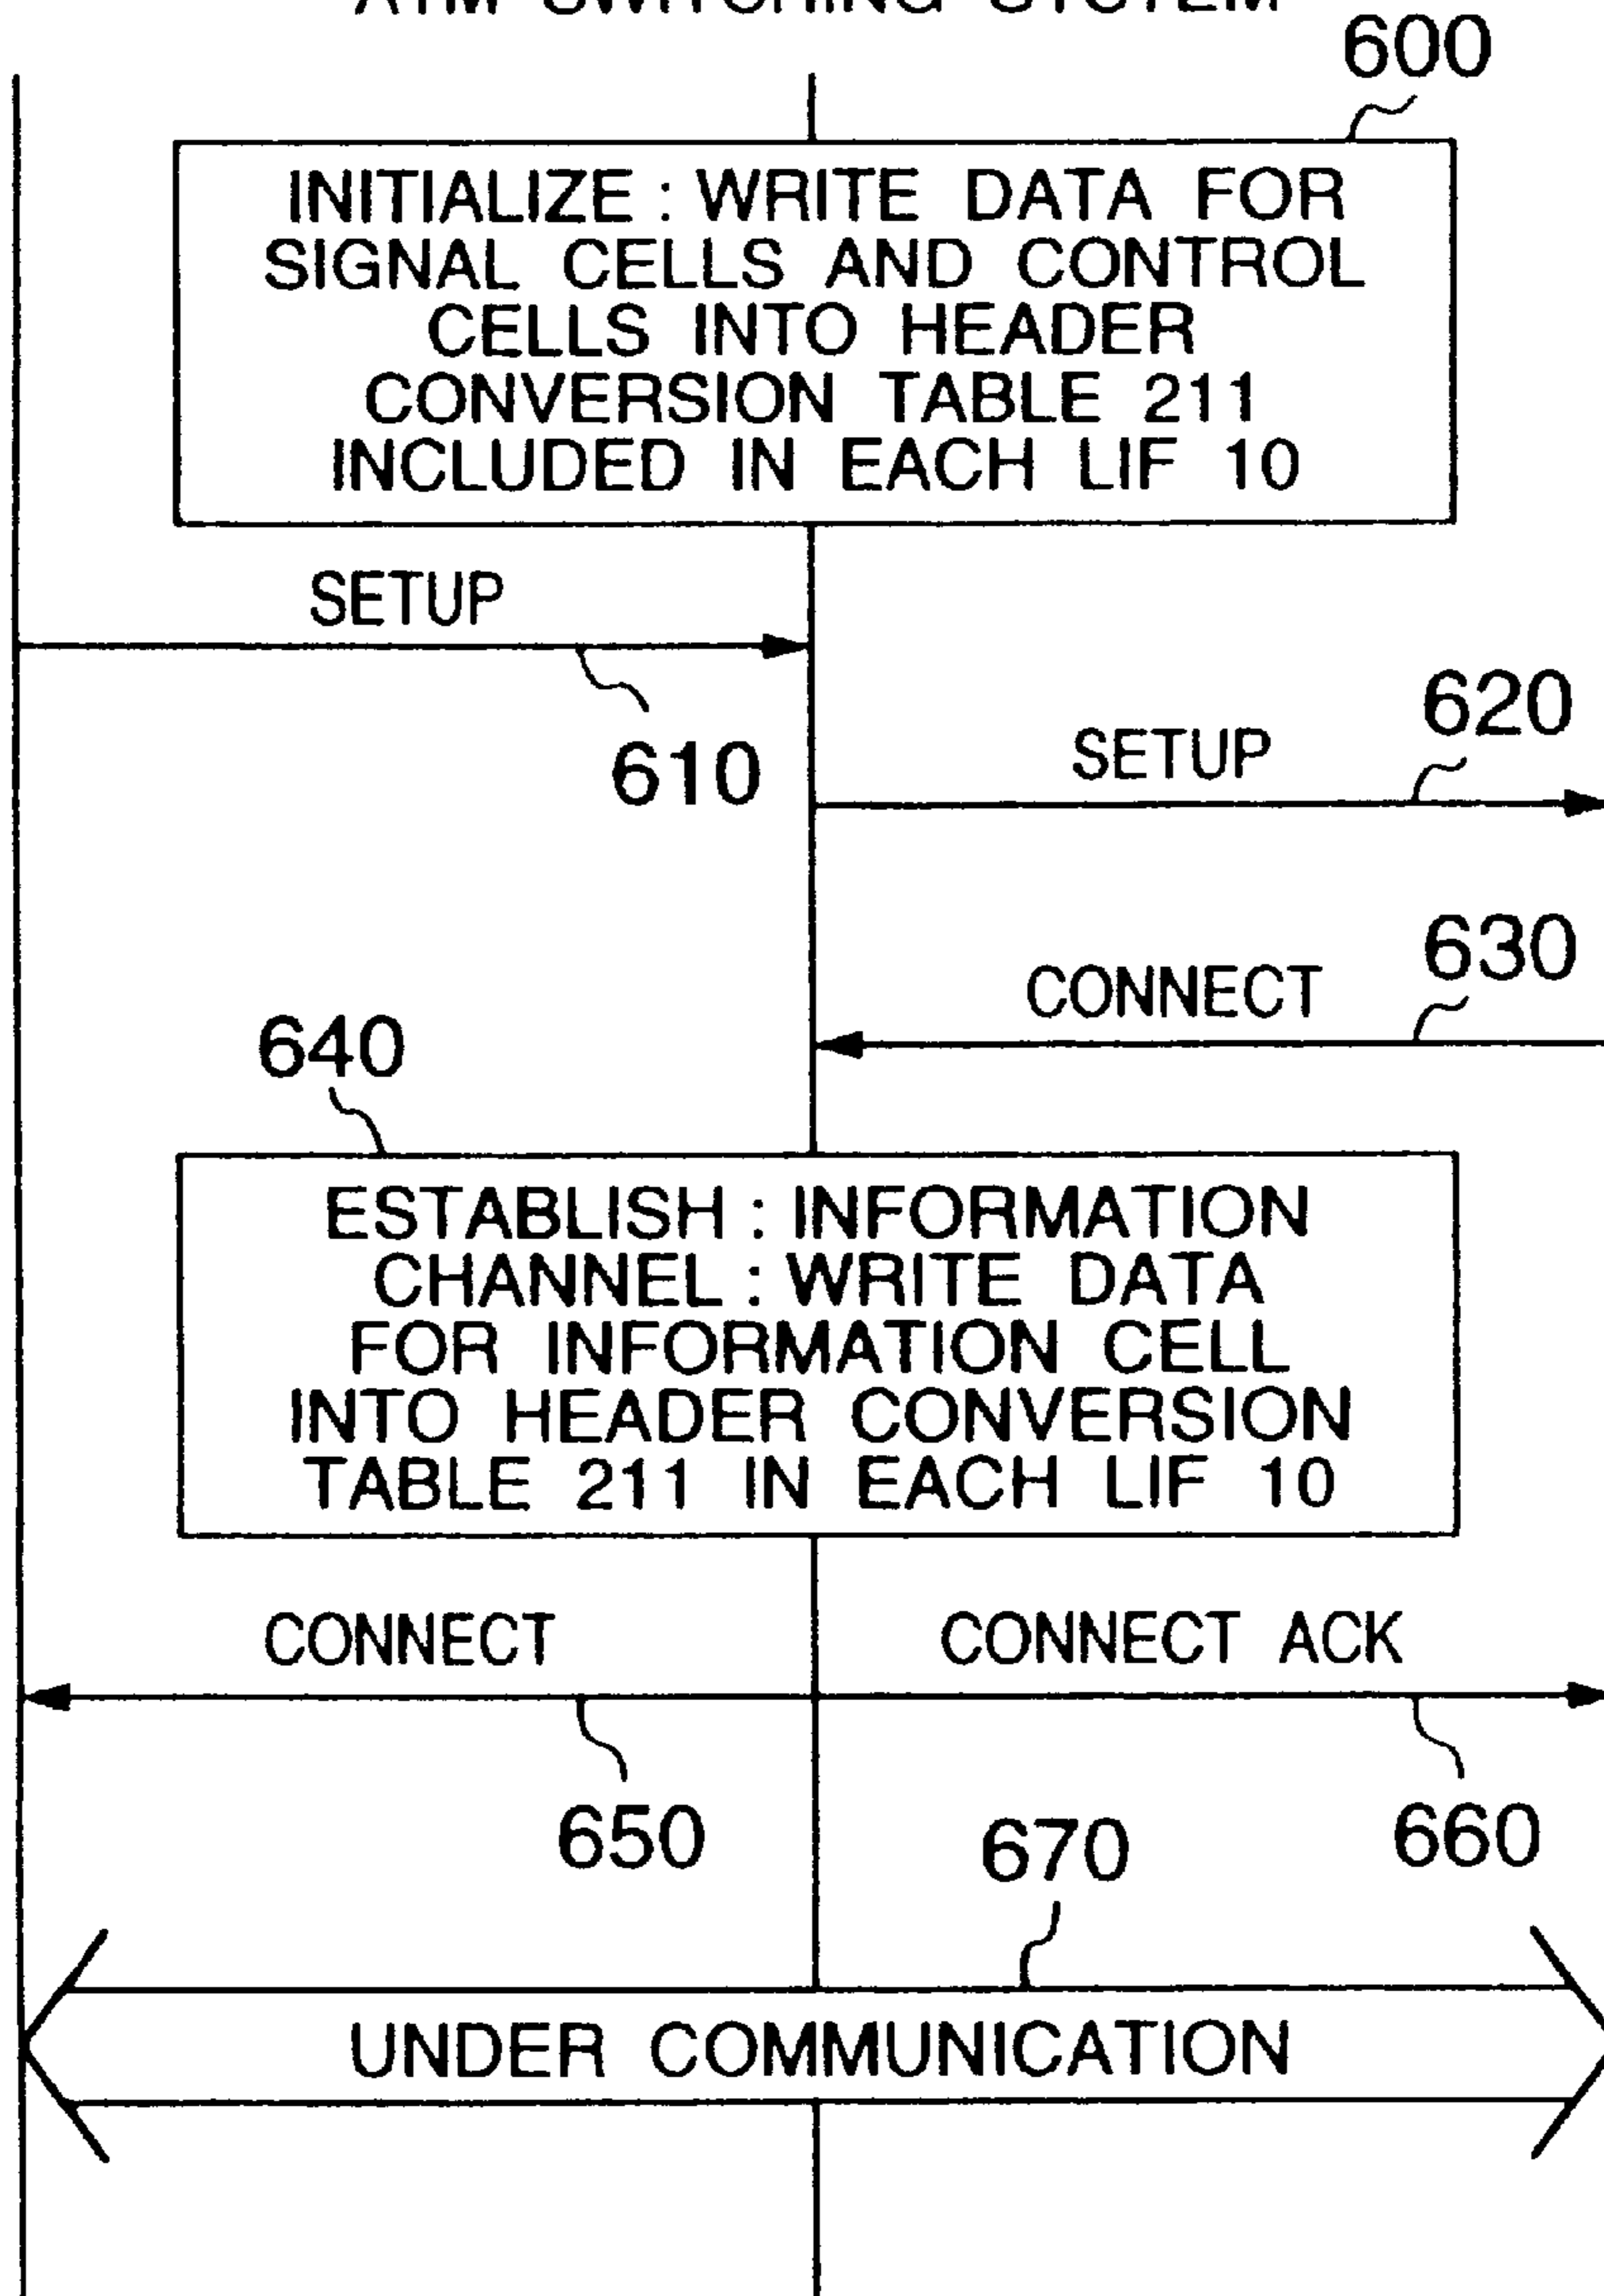 ATM SWITCHING SYSTEM
600
INITIALIZE : WRITE DATA FOR
SIGNAL CELLS AND CONTROL
CELLS INTO HEADER
CONVERSION TABLE 211
INCLUDED IN EACH LIF 10
SETUP
610
620
SETUP
630
CONNECT
640
ESTABLISH : INFORMATION
CHANNEL : WRITE DATA
FOR INFORMATION CELL
INTO HEADER CONVERSION
TABLE 211 IN EACH LIF 10
CONNECT
CONNECT ACK
650
660
670
UNDER COMMUNICATION